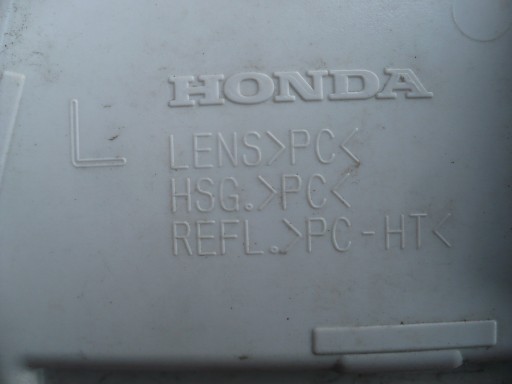 HONDA
L
LENS>PC<
HSG.>PC<
REFL.>PC-HT<